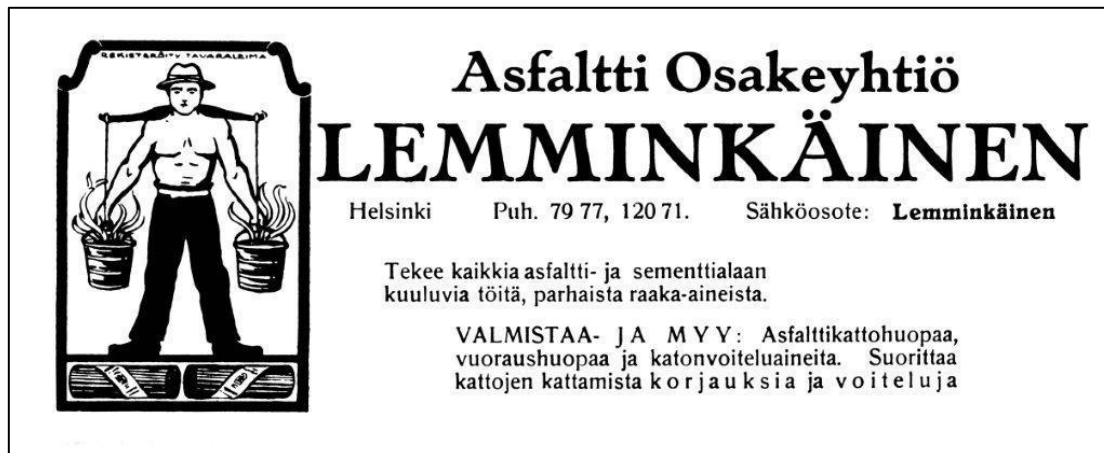 REKISTERÖITY TAVARALEIMA
Asfaltti Osakeyhtiö
LEMMINKÄINEN
Helsinki Puh. 79 77, 120 71. Sähköosote: Lemminkäinen
Tekee kaikkia asfaltti- ja sementtialaan
kuuluvia töitä, parhaista raaka-aineista.
VALMISTAA- JA MYY: Asfalttikattohuopaa,
vuoraushuopaa ja katonvoiteluaineita. Suorittaa
kattojen kattamista korjauksia ja voiteluja